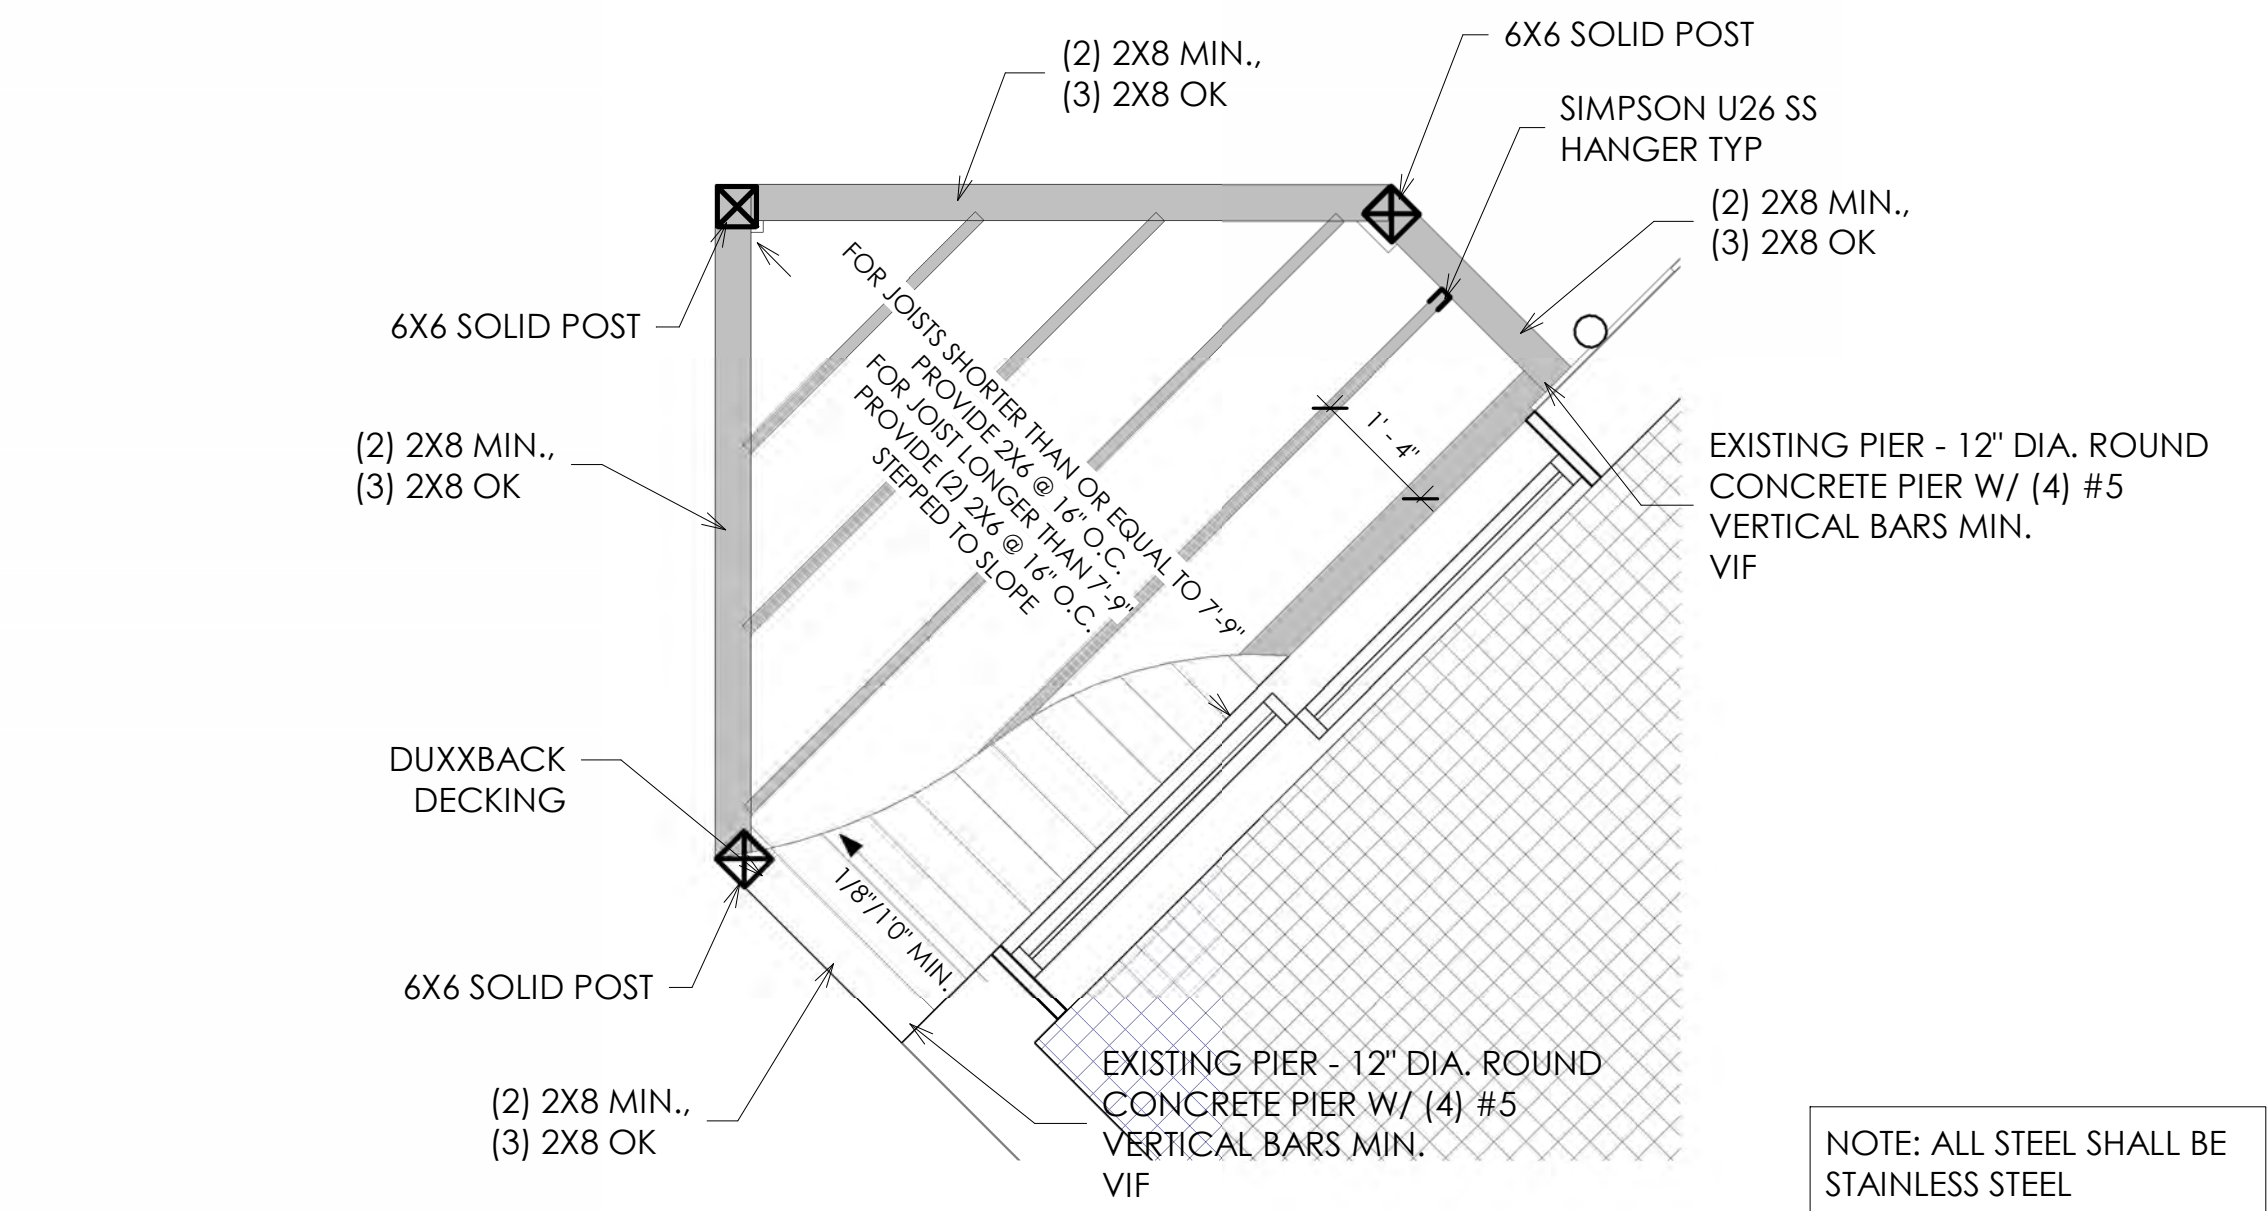 (2) 2X8 MIN.,
(3) 2X8 OK
6X6 SOLID POST
SIMPSON U26 SS
HANGER TYP
(2) 2X8 MIN.,
(3) 2X8 OK
6X6 SOLID POST
FOR JOISTS SHORTER THAN OR EQUAL TO 7'-9"
PROVIDE 2X6 @ 16" O.C.
FOR JOIST LONGER THAN 7'-9"
PROVIDE (2) 2X6 @ 16" O.C.
STEPPED TO SLOPE
1' - 4"
(2) 2X8 MIN.,
(3) 2X8 OK
EXISTING PIER - 12" DIA. ROUND
CONCRETE PIER W/ (4) #5
VERTICAL BARS MIN.
VIF
DUXXBACK
DECKING
1/8"/1'0" MIN.
6X6 SOLID POST
(2) 2X8 MIN.,
(3) 2X8 OK
EXISTING PIER - 12" DIA. ROUND
CONCRETE PIER W/ (4) #5
VERTICAL BARS MIN.
VIF
NOTE: ALL STEEL SHALL BE
STAINLESS STEEL